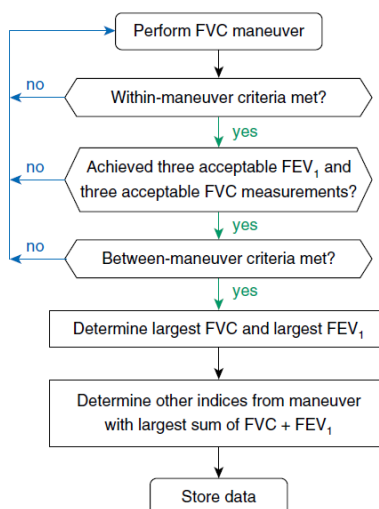 Perform FVC maneuver
no
Within-maneuver criteria met?
yes
no
Achieved three acceptable FEV₁ and
three acceptable FVC measurements?
yes
no
Between-maneuver criteria met?
yes
Determine largest FVC and largest FEV₁
Determine other indices from maneuver
with largest sum of FVC + FEV₁
Store data